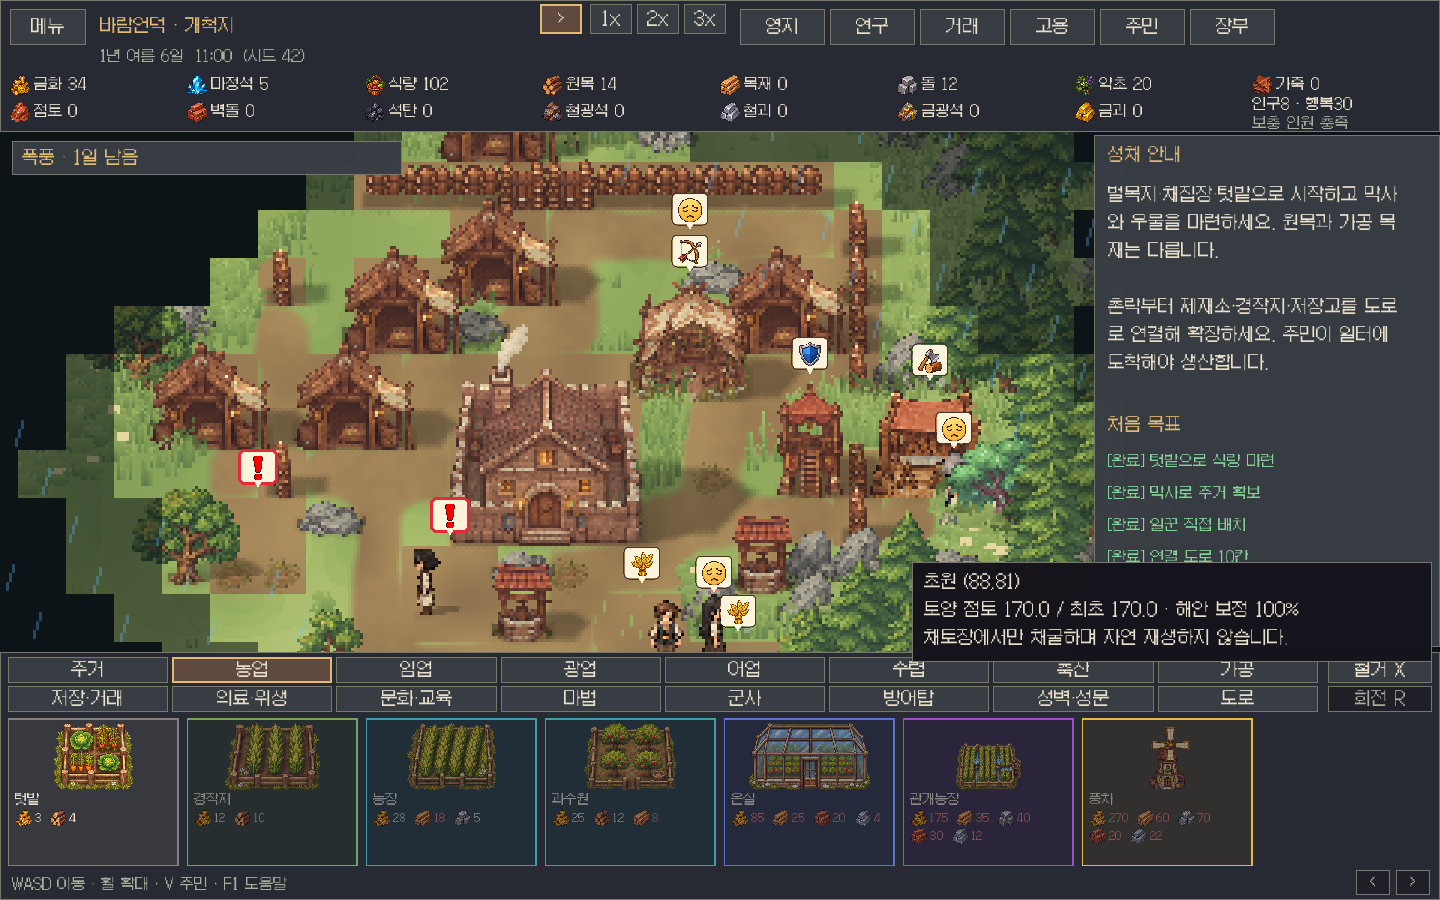 메뉴
바람언덕 · 개척지
1년 여름 6일 11:00 (시드 42)
>
1x
2x
3x
영지
연구
거래
고용
주민
장부
금화 34
마정석 5
식량 102
원목 14
목재 0
돌 12
약초 20
가죽 0
점토 0
벽돌 0
석탄 0
철광석 0
철괴 0
금광석 0
금괴 0
인구8 · 행복30
보충 인원 충족
폭풍 · 1일 남음
성채 안내
벌목지·채집장·텃밭으로 시작하고 막사
와 우물을 마련하세요. 원목과 가공 목
재는 다릅니다.
촌락부터 제재소·경작지·저장고를 도로
로 연결해 확장하세요. 주민이 일터에
도착해야 생산합니다.
처음 목표
[완료] 텃밭으로 식량 마련
[완료] 막사로 주거 확보
[완료] 일꾼 직접 배치
[완료] 연결 도로 10칸
초원 (88,81)
토양 점토 170.0 / 최초 170.0 · 해안 보정 100%
채토장에서만 채굴하며 자연 재생하지 않습니다.
주거
농업
임업
광업
어업
수렵
축산
가공
철거 X
저장·거래
의료·위생
문화·교육
마법
군사
방어탑
성벽·성문
도로
회전 R
텃밭
3 4
경작지
12 10
농장
28 18 5
과수원
25 12 8
온실
85 25 20 4
관개농장
175 35 40
30 12
풍차
270 60 70
20 22
WASD 이동 · 휠 확대 · V 주민 · F1 도움말
<
>